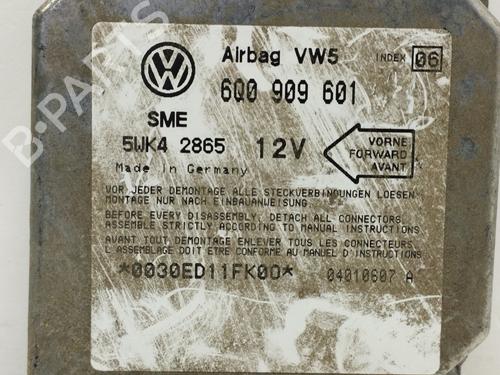 Airbag VW5 INDEX 06
6Q0 909 601
SME
5WK4 2865 12V
VORNE
FORWARD
AVANT
Made in Germany
VOR JEDER DEMONTAGE ALLE STECKVERBINDUNGEN LOESEN
MONTAGE NUR NACH EINBAUANWEISUNG.
BEFORE EVERY DISASSEMBLY, DETACH ALL CONNECTORS.
ASSEMBLE STRICTLY ACCORDING TO MANUAL INSTRUCTIONS
AVANT TOUT DEMONTAGE ENLEVER TOUS LES CONNECTEURS.
L ASSEMBLAGE DOIT ETRE CONFORME AU MANUEL D'INSTRUCTIONS
*0030ED11FK00*
04010607 A
B-PARTS